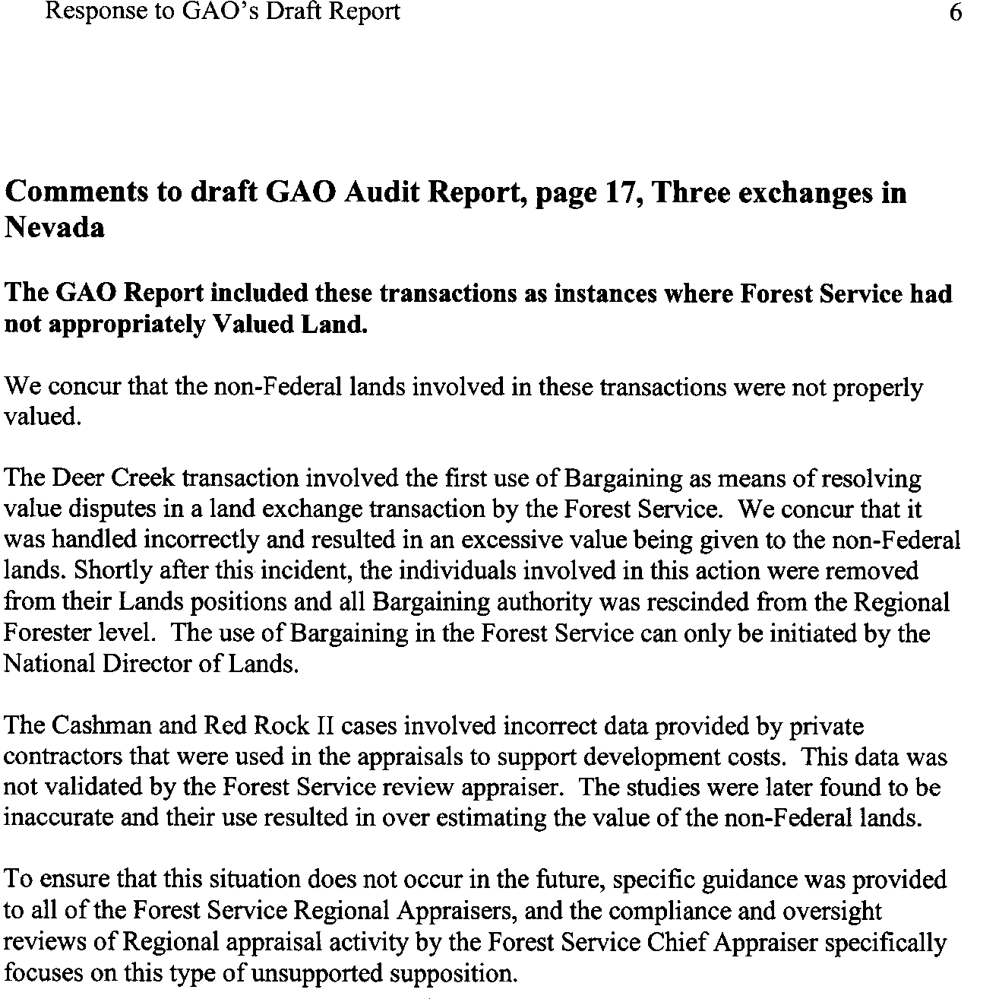 Response to GAO's Draft Report 6
Comments to draft GAO Audit Report, page 17, Three exchanges in
Nevada
The GAO Report included these transactions as instances where Forest Service had
not appropriately Valued Land.
We concur that the non-Federal lands involved in these transactions were not properly
valued.
The Deer Creek transaction involved the first use of Bargaining as means of resolving
value disputes in a land exchange transaction by the Forest Service. We concur that it
was handled incorrectly and resulted in an excessive value being given to the non-Federal
lands. Shortly after this incident, the individuals involved in this action were removed
from their Lands positions and all Bargaining authority was rescinded from the Regional
Forester level. The use of Bargaining in the Forest Service can only be initiated by the
National Director of Lands.
The Cashman and Red Rock II cases involved incorrect data provided by private
contractors that were used in the appraisals to support development costs. This data was
not validated by the Forest Service review appraiser. The studies were later found to be
inaccurate and their use resulted in over estimating the value of the non-Federal lands.
To ensure that this situation does not occur in the future, specific guidance was provided
to all of the Forest Service Regional Appraisers, and the compliance and oversight
reviews of Regional appraisal activity by the Forest Service Chief Appraiser specifically
focuses on this type of unsupported supposition.